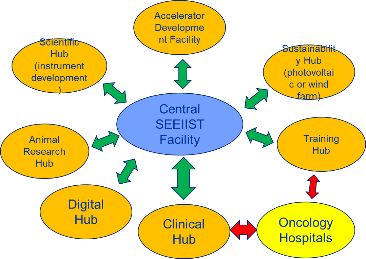 Accelerator
Developme
nt Facility
Scientific
Hub
(instrument
development
)
Sustainabilit
y Hub
(photovoltai
c or wind
farm)
Central
SEEIIST
Facility
Animal
Research
Hub
Training
Hub
Digital
Hub
Clinical
Hub
Oncology
Hospitals